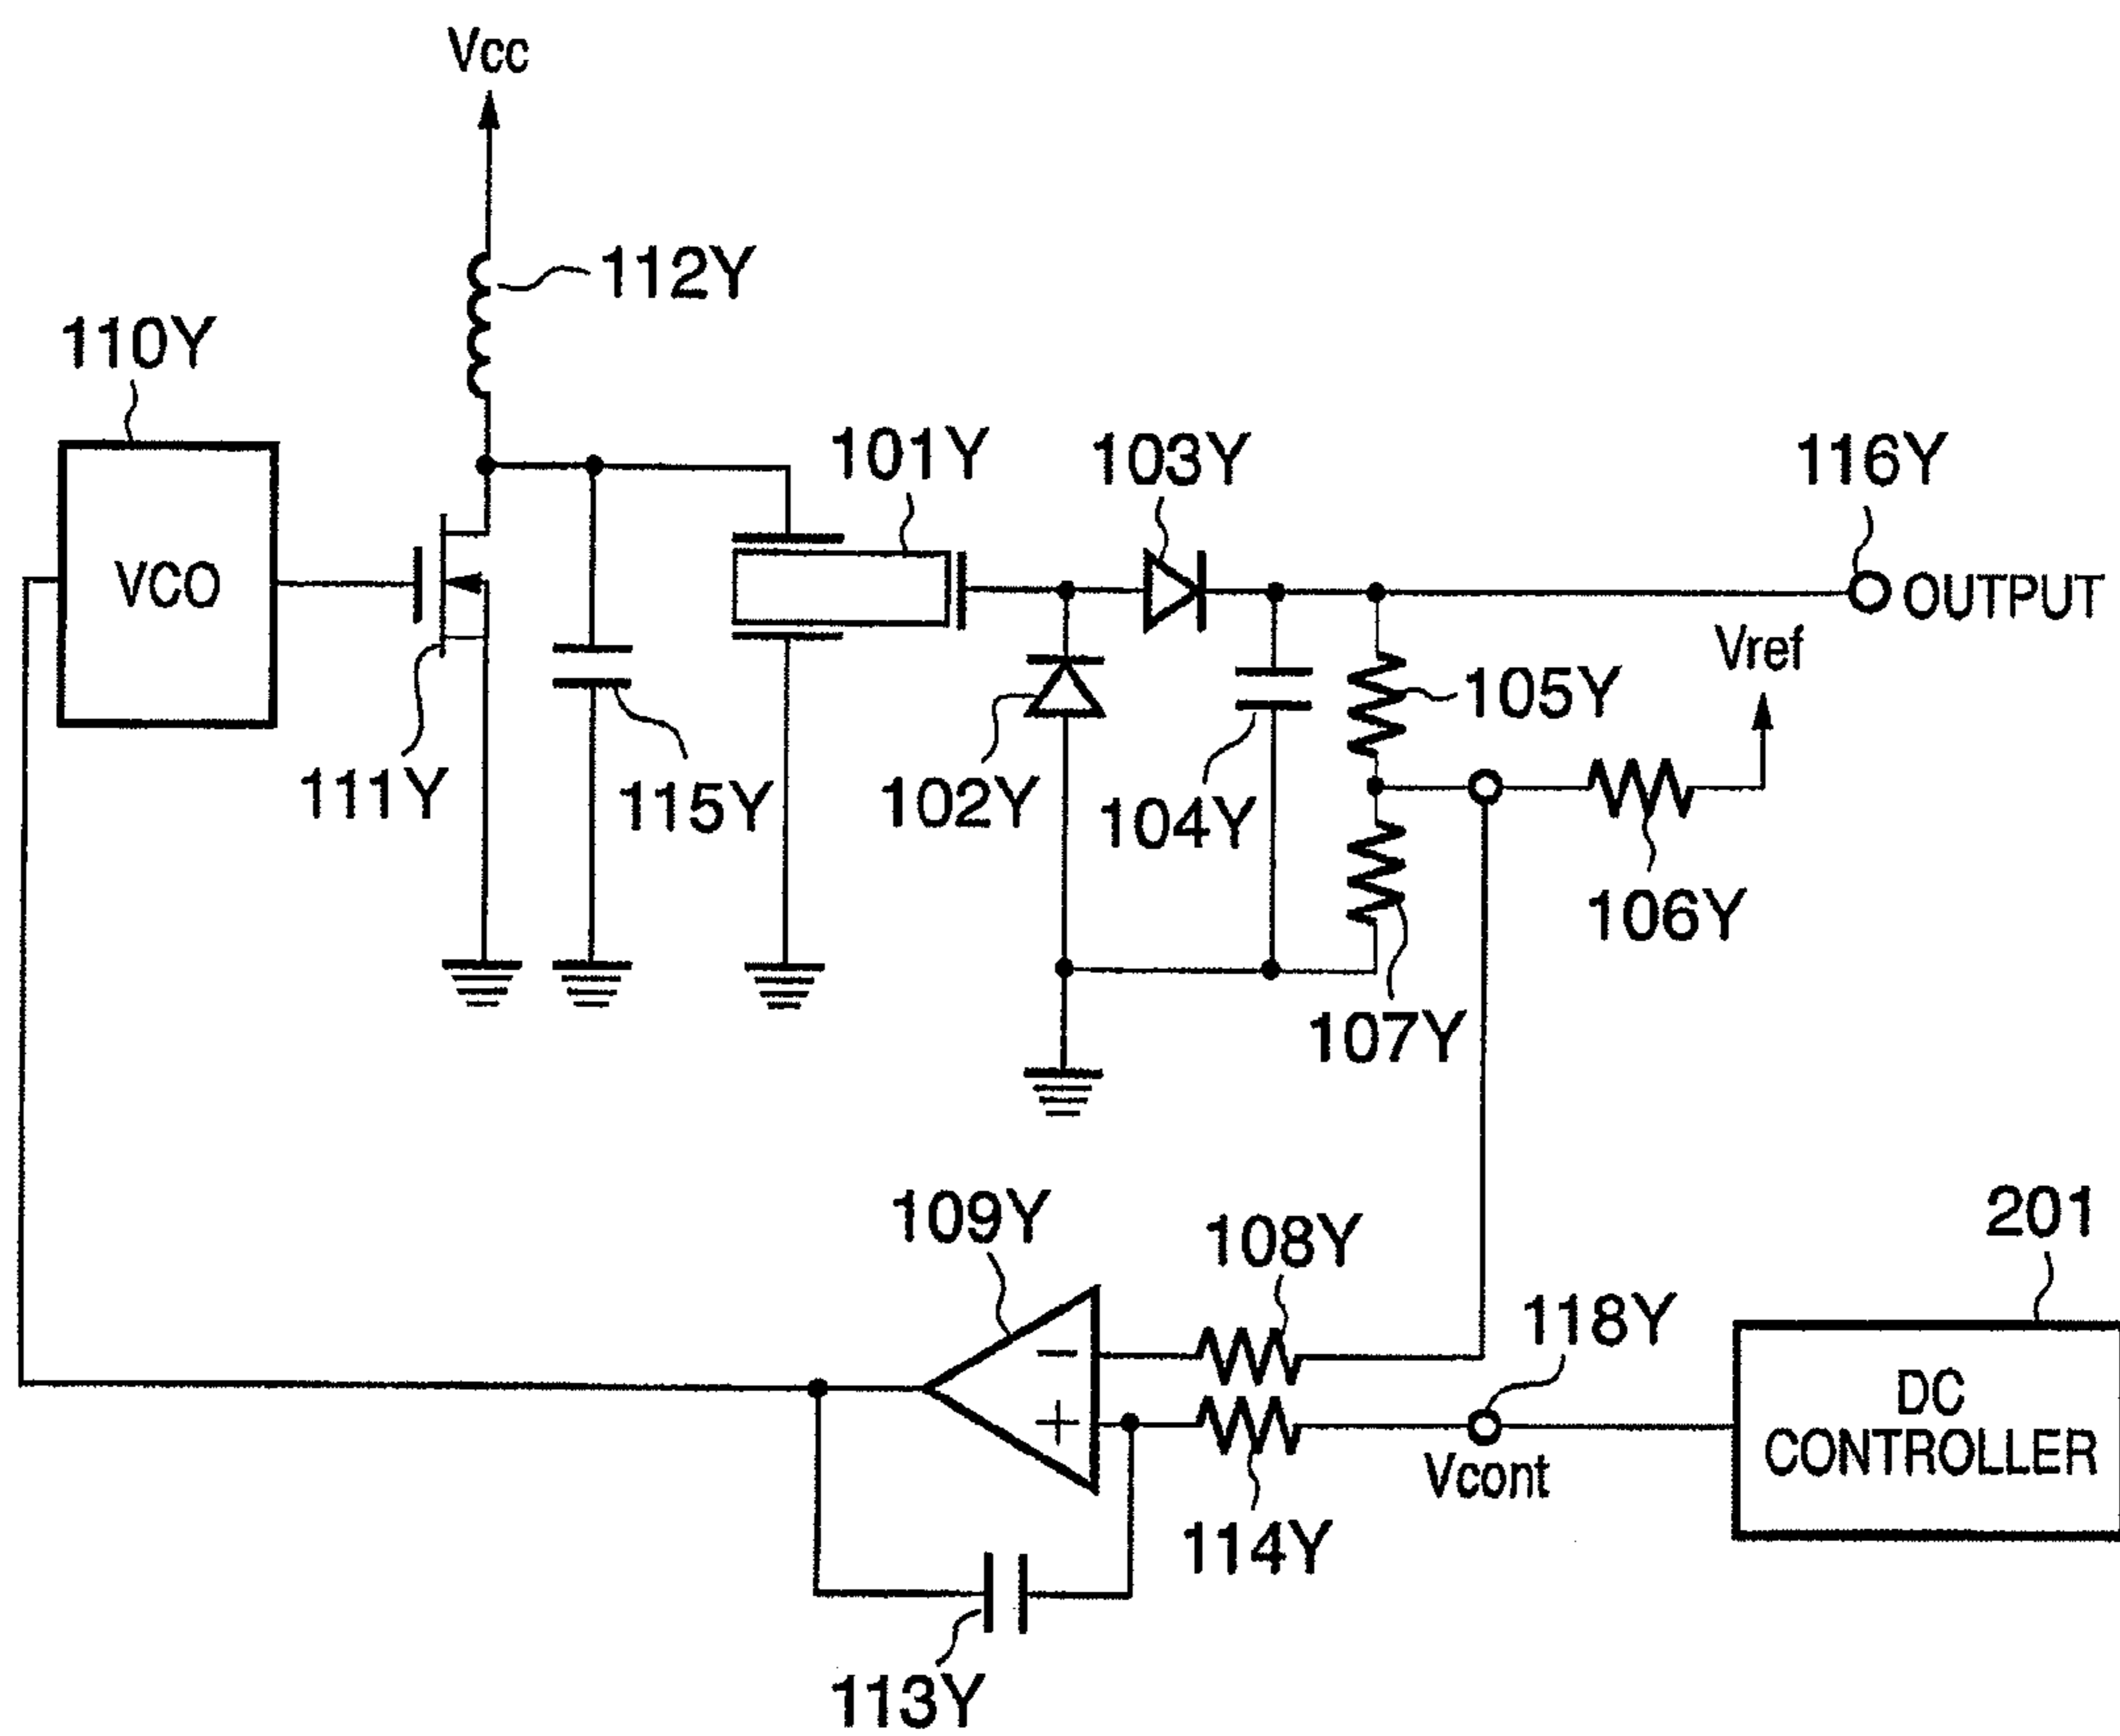 Vcc
112Y
110Y
101Y
103Y
116Y
VCO
OUTPUT
Vref
105Y
111Y
115Y
102Y
104Y
106Y
107Y
109Y
108Y
201
118Y
−
+
DC
CONTROLLER
Vcont
114Y
113Y